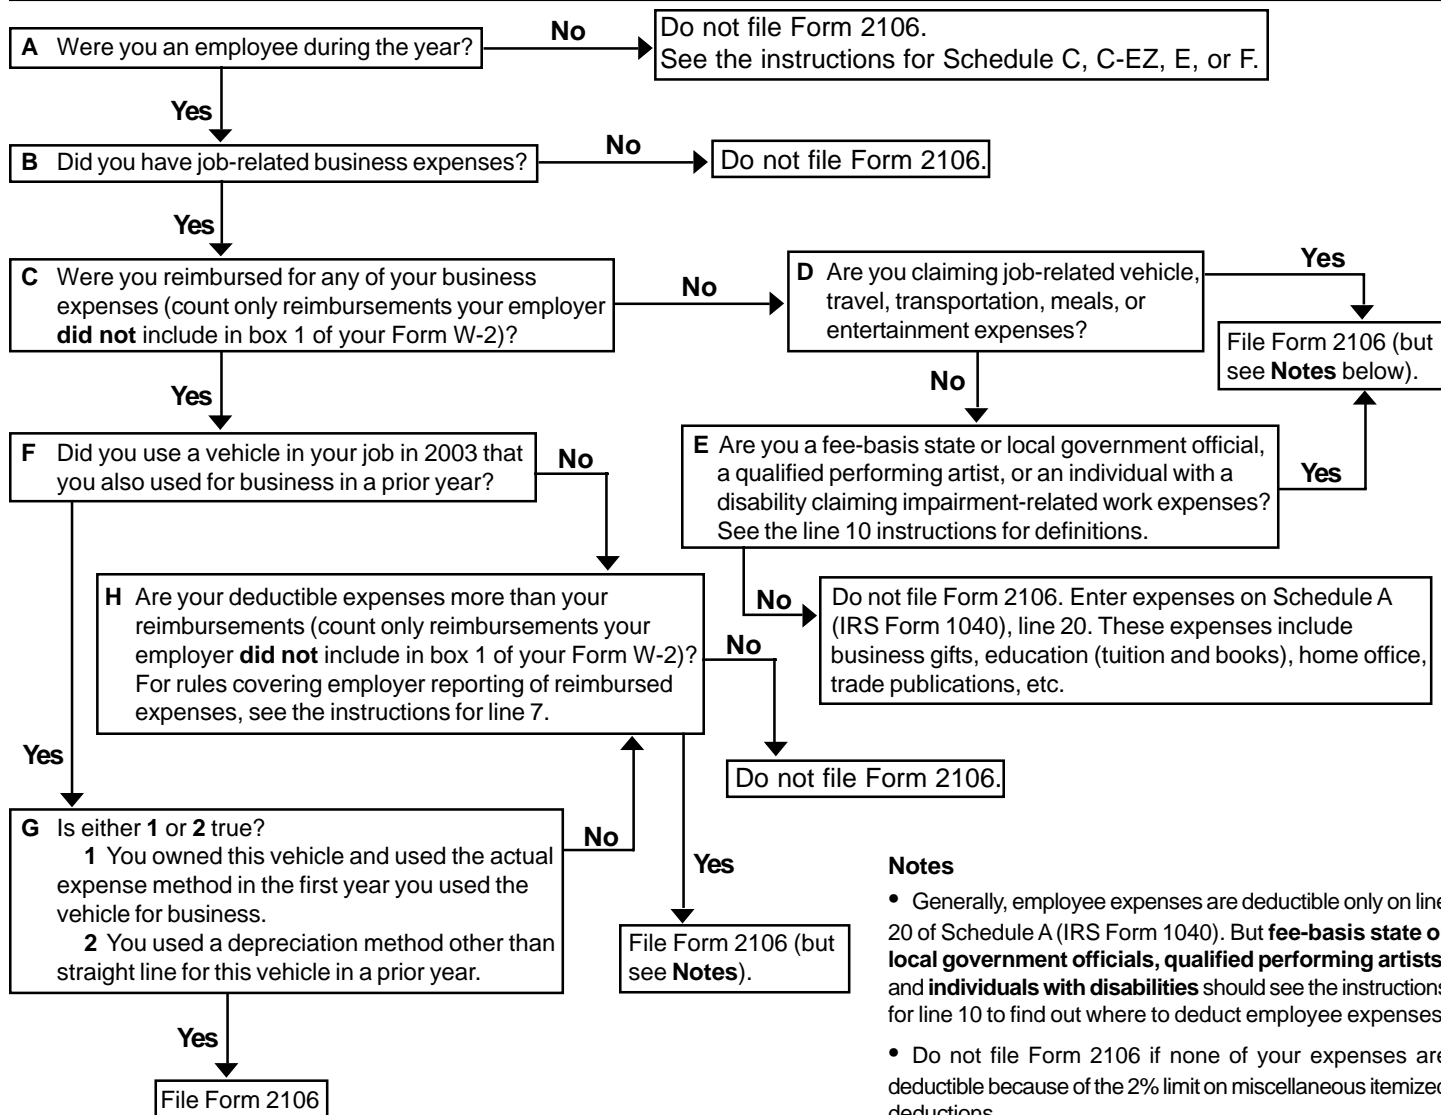 A Were you an employee during the year?
No
Do not file Form 2106.
See the instructions for Schedule C, C-EZ, E, or F.
Yes
B Did you have job-related business expenses?
No
Do not file Form 2106.
Yes
C Were you reimbursed for any of your business
expenses (count only reimbursements your employer
did not include in box 1 of your Form W-2)?
No
D Are you claiming job-related vehicle,
travel, transportation, meals, or
entertainment expenses?
Yes
File Form 2106 (but
see Notes below).
No
Yes
F Did you use a vehicle in your job in 2003 that
you also used for business in a prior year?
No
E Are you a fee-basis state or local government official,
a qualified performing artist, or an individual with a
disability claiming impairment-related work expenses?
See the line 10 instructions for definitions.
Yes
H Are your deductible expenses more than your
reimbursements (count only reimbursements your
employer did not include in box 1 of your Form W-2)?
For rules covering employer reporting of reimbursed
expenses, see the instructions for line 7.
No
No
Do not file Form 2106. Enter expenses on Schedule A
(IRS Form 1040), line 20. These expenses include
business gifts, education (tuition and books), home office,
trade publications, etc.
Yes
Do not file Form 2106.
G Is either 1 or 2 true?
1 You owned this vehicle and used the actual
expense method in the first year you used the
vehicle for business.
2 You used a depreciation method other than
straight line for this vehicle in a prior year.
No
Yes
File Form 2106 (but
see Notes).
Yes
File Form 2106
Notes
• Generally, employee expenses are deductible only on line
20 of Schedule A (IRS Form 1040). But fee-basis state o
local government officials, qualified performing artists
and individuals with disabilities should see the instructions
for line 10 to find out where to deduct employee expenses
• Do not file Form 2106 if none of your expenses are
deductible because of the 2% limit on miscellaneous itemized
deductions